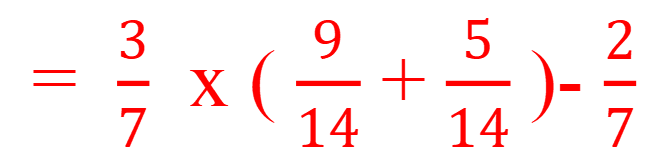 = 3/7 x ( 9/14 + 5/14 ) - 2/7